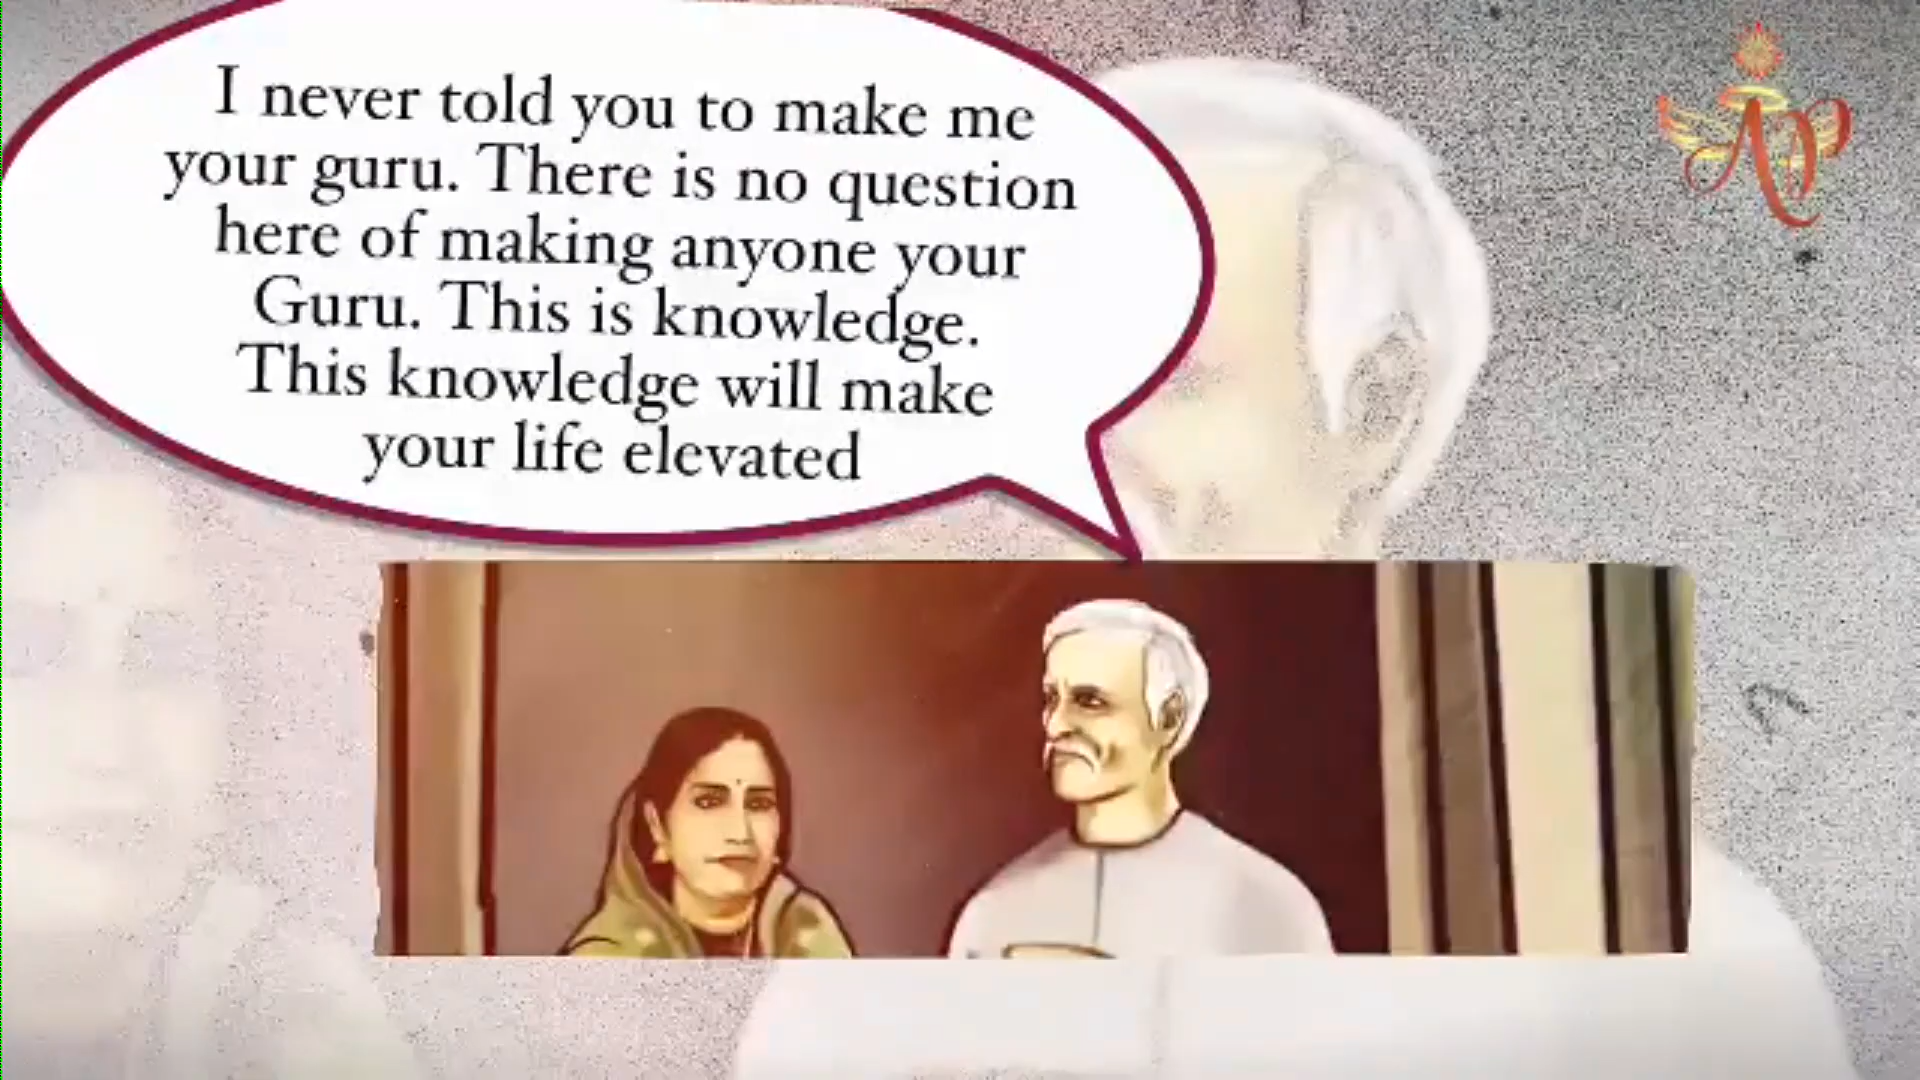 I never told you to make me
your guru. There is no question
here of making anyone your
Guru. This is knowledge.
This knowledge will make
your life elevated
AP